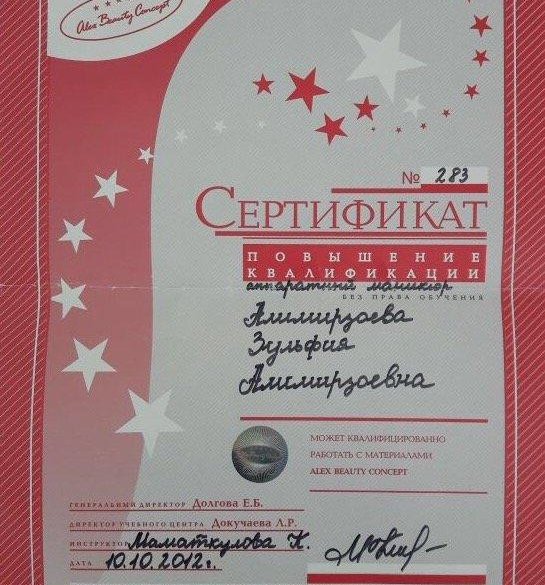 Alex Beauty Concept
№ 283
СЕРТИФИКАТ
ПОВЫШЕНИЕ
КВАЛИФИКАЦИИ
аппаратный маникюр
БЕЗ ПРАВА ОБУЧЕНИЯ
Алимирзоева
Зульфия
Алимирзоевна
МОЖЕТ КВАЛИФИЦИРОВАННО
РАБОТАТЬ С МАТЕРИАЛАМИ
ALEX BEAUTY CONCEPT
ГЕНЕРАЛЬНЫЙ ДИРЕКТОР Долгова Е.Б.
ДИРЕКТОР УЧЕБНОГО ЦЕНТРА Докучаева Л.Р.
ИНСТРУКТОР Маматкулова К.
ДАТА 10.10.2012г.